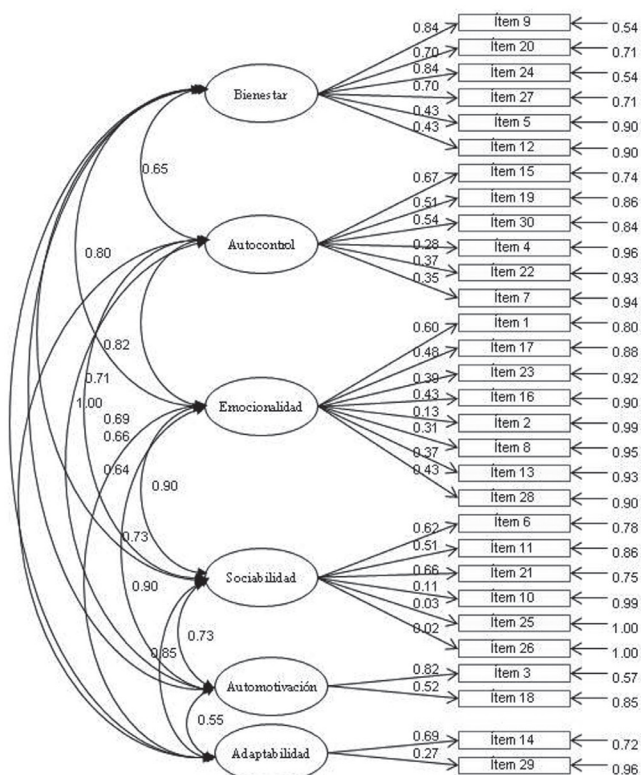 0.84
Ítem 9
0.54
0.70
Ítem 20
0.71
0.84
Ítem 24
0.54
Bienestar
0.70
Ítem 27
0.71
0.43
Ítem 5
0.90
0.43
Ítem 12
0.90
0.65
0.67
Ítem 15
0.74
0.51
Ítem 19
0.86
0.54
Ítem 30
0.84
Autocontrol
0.28
Ítem 4
0.96
0.80
0.37
Ítem 22
0.93
0.35
Ítem 7
0.94
0.60
Ítem 1
0.80
0.82
0.48
Ítem 17
0.88
0.71
0.39
Ítem 23
0.92
1.00
Emocionalidad
0.43
Ítem 16
0.90
0.69
0.13
Ítem 2
0.99
0.66
0.31
Ítem 8
0.95
0.64
0.37
Ítem 13
0.93
0.90
0.43
Ítem 28
0.90
0.62
Ítem 6
0.78
0.73
0.51
Ítem 11
0.86
Sociabilidad
0.66
Ítem 21
0.75
0.90
0.11
Ítem 10
0.99
0.03
Ítem 25
1.00
0.73
0.02
Ítem 26
1.00
0.85
0.82
Ítem 3
0.57
Automotivación
0.52
Ítem 18
0.85
0.55
0.69
Ítem 14
0.72
Adaptabilidad
0.27
Ítem 29
0.96